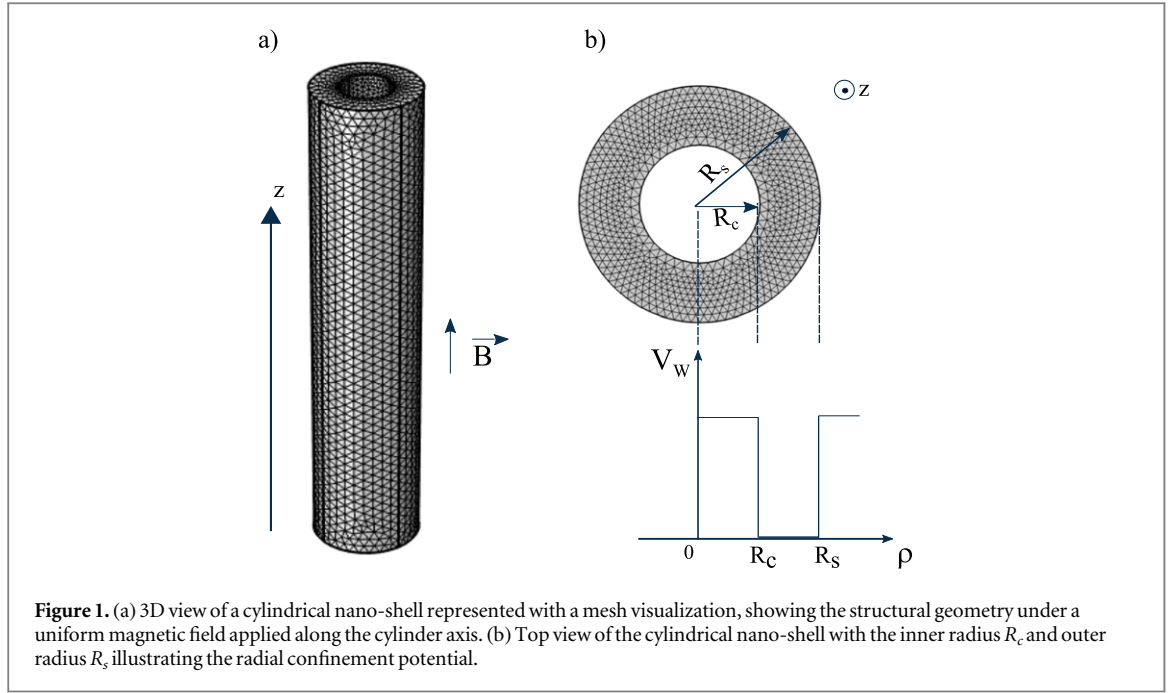 a)
b)
z
z
R_s
R_c
B
V_W
0
R_c
R_s
ρ
Figure 1. (a) 3D view of a cylindrical nano-shell represented with a mesh visualization, showing the structural geometry under a
uniform magnetic field applied along the cylinder axis. (b) Top view of the cylindrical nano-shell with the inner radius R_c and outer
radius R_s illustrating the radial confinement potential.